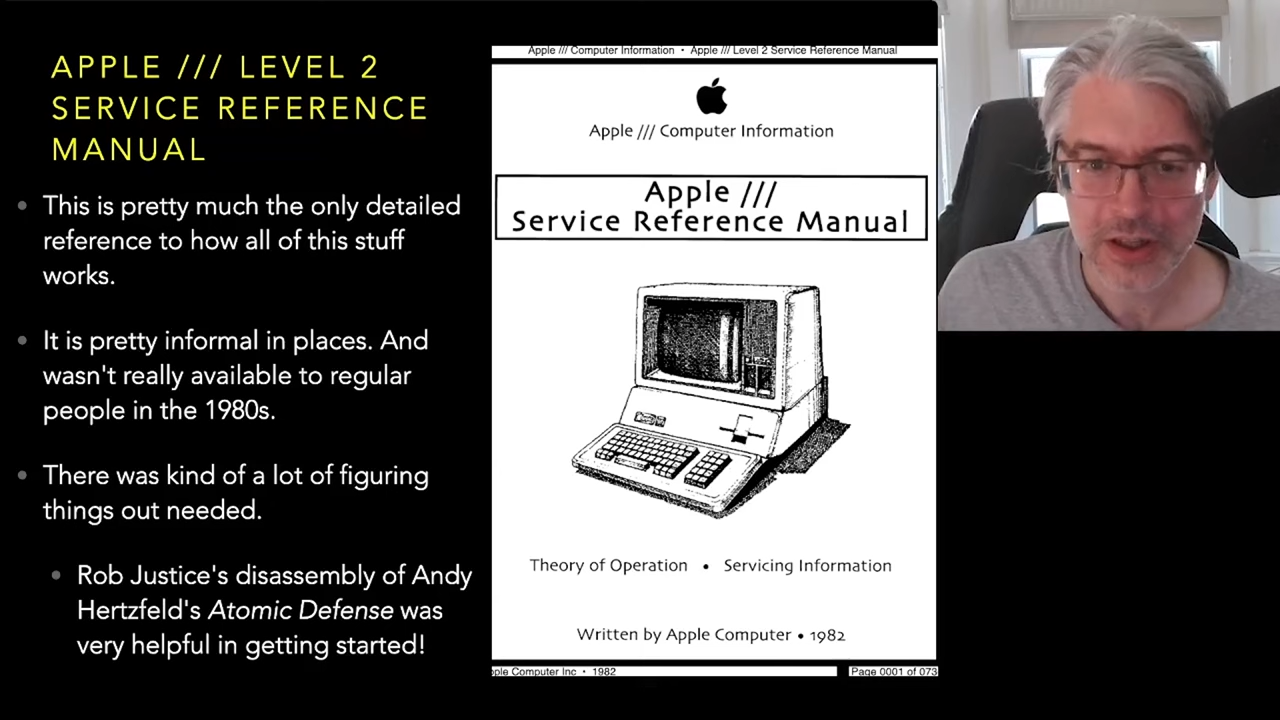 APPLE /// LEVEL 2
SERVICE REFERENCE
MANUAL
This is pretty much the only detailed
reference to how all of this stuff
works.
It is pretty informal in places. And
wasn't really available to regular
people in the 1980s.
There was kind of a lot of figuring
things out needed.
Rob Justice's disassembly of Andy
Hertzfeld's Atomic Defense was
very helpful in getting started!
Apple /// Computer Information • Apple /// Level 2 Service Reference Manual
Apple /// Computer Information
Apple ///
Service Reference Manual
Theory of Operation • Servicing Information
Written by Apple Computer • 1982
ple Computer Inc • 1982
Page 0001 of 073